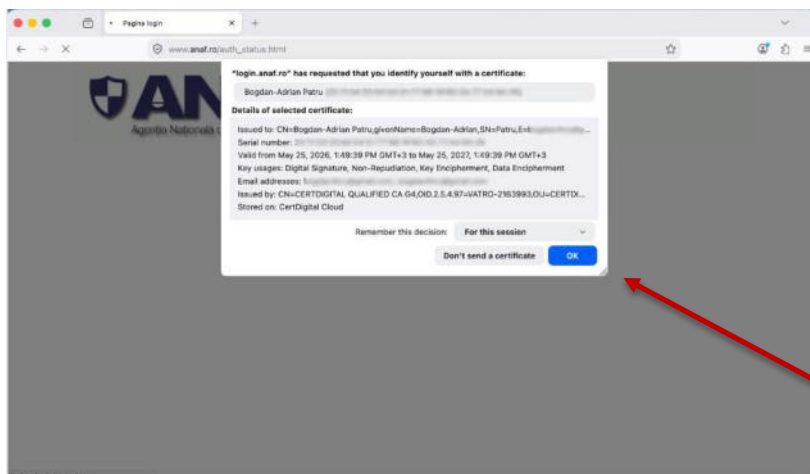 Pagina login
www.anaf.ro/auth_status.html
AN
Agenția Națională
"login.anaf.ro" has requested that you identify yourself with a certificate:
Bogdan-Adrian Patru
Details of selected certificate:
Issued to: CN=Bogdan-Adrian Patru,givenName=Bogdan-Adrian,SN=Patru,E=
Serial number:
Valid from May 25, 2026, 1:49:39 PM GMT+3 to May 25, 2027, 1:49:39 PM GMT+3
Key usages: Digital Signature, Non-Repudiation, Key Encipherment, Data Encipherment
Email addresses:
Issued by: CN=CERTDIGITAL QUALIFIED CA G4,OID.2.5.4.97=VATRO-2163993,OU=CERTDI...
Stored on: CertDigital Cloud
Remember this decision: For this session
Don't send a certificate OK